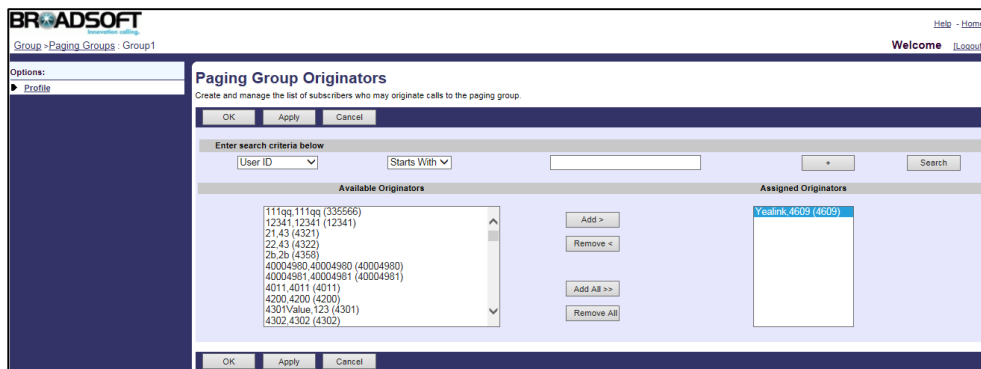 BROADSOFT
Innovation calling.
Help - Home
Group >Paging Groups : Group1
Welcome [Logout
Options:
Profile
Paging Group Originators
Create and manage the list of subscribers who may originate calls to the paging group.
OK Apply Cancel
Enter search criteria below
User ID Starts With + Search
Available Originators Assigned Originators
111qq,111qq (335566)
12341,12341 (12341)
21,43 (4321)
22,43 (4322)
2b,2b (4358)
40004980,40004980 (40004980)
40004981,40004981 (40004981)
4011,4011 (4011)
4200,4200 (4200)
4301Value,123 (4301)
4302,4302 (4302)
Add >
Remove <
Add All >>
Remove All
Yealink,4609 (4609)
OK Apply Cancel